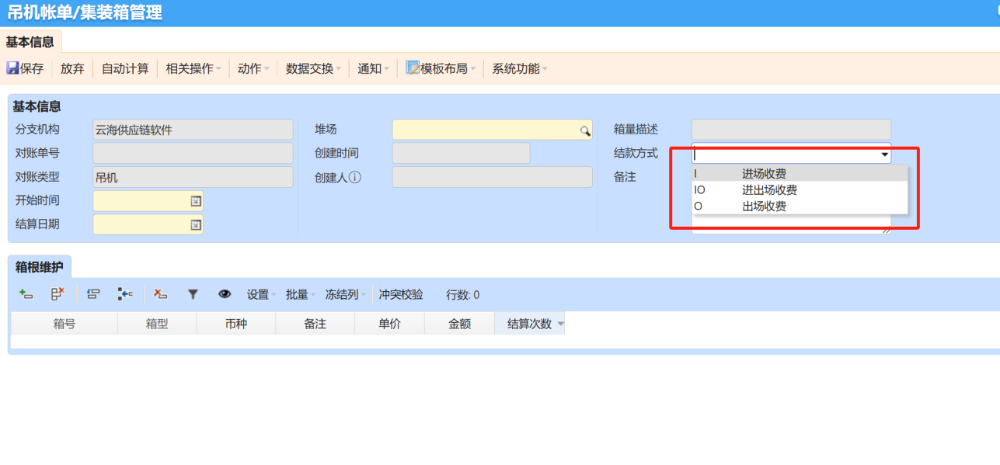 吊机帐单/集装箱管理
基本信息
保存 放弃 自动计算 相关操作 动作 数据交换 通知 模板布局 系统功能
基本信息
分支机构 云海供应链软件 堆场 箱量描述
对账单号 创建时间 结款方式
对账类型 吊机 创建人 备注
I 进场收费
IO 进出场收费
O 出场收费
开始时间
结算日期
箱根维护
设置 批量 冻结列 冲突校验 行数: 0
箱号 箱型 币种 备注 单价 金额 结算次数